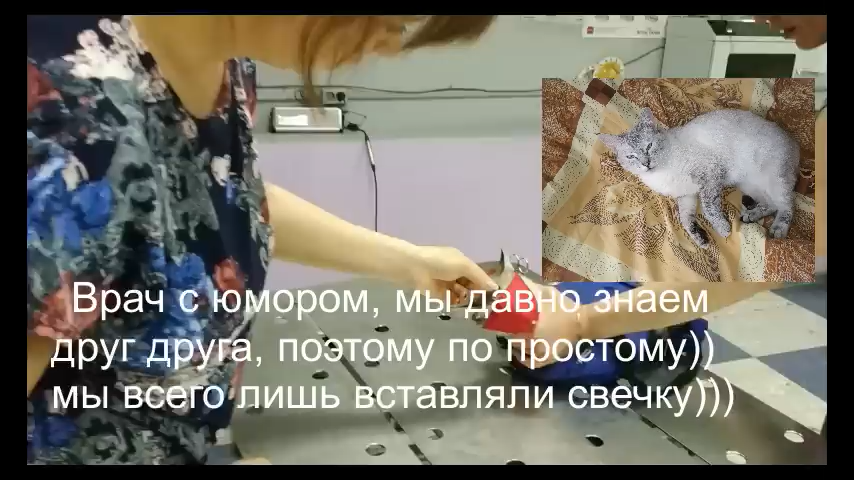 Врач с юмором, мы давно знаем
друг друга, поэтому по простому))
мы всего лишь вставляли свечку)))